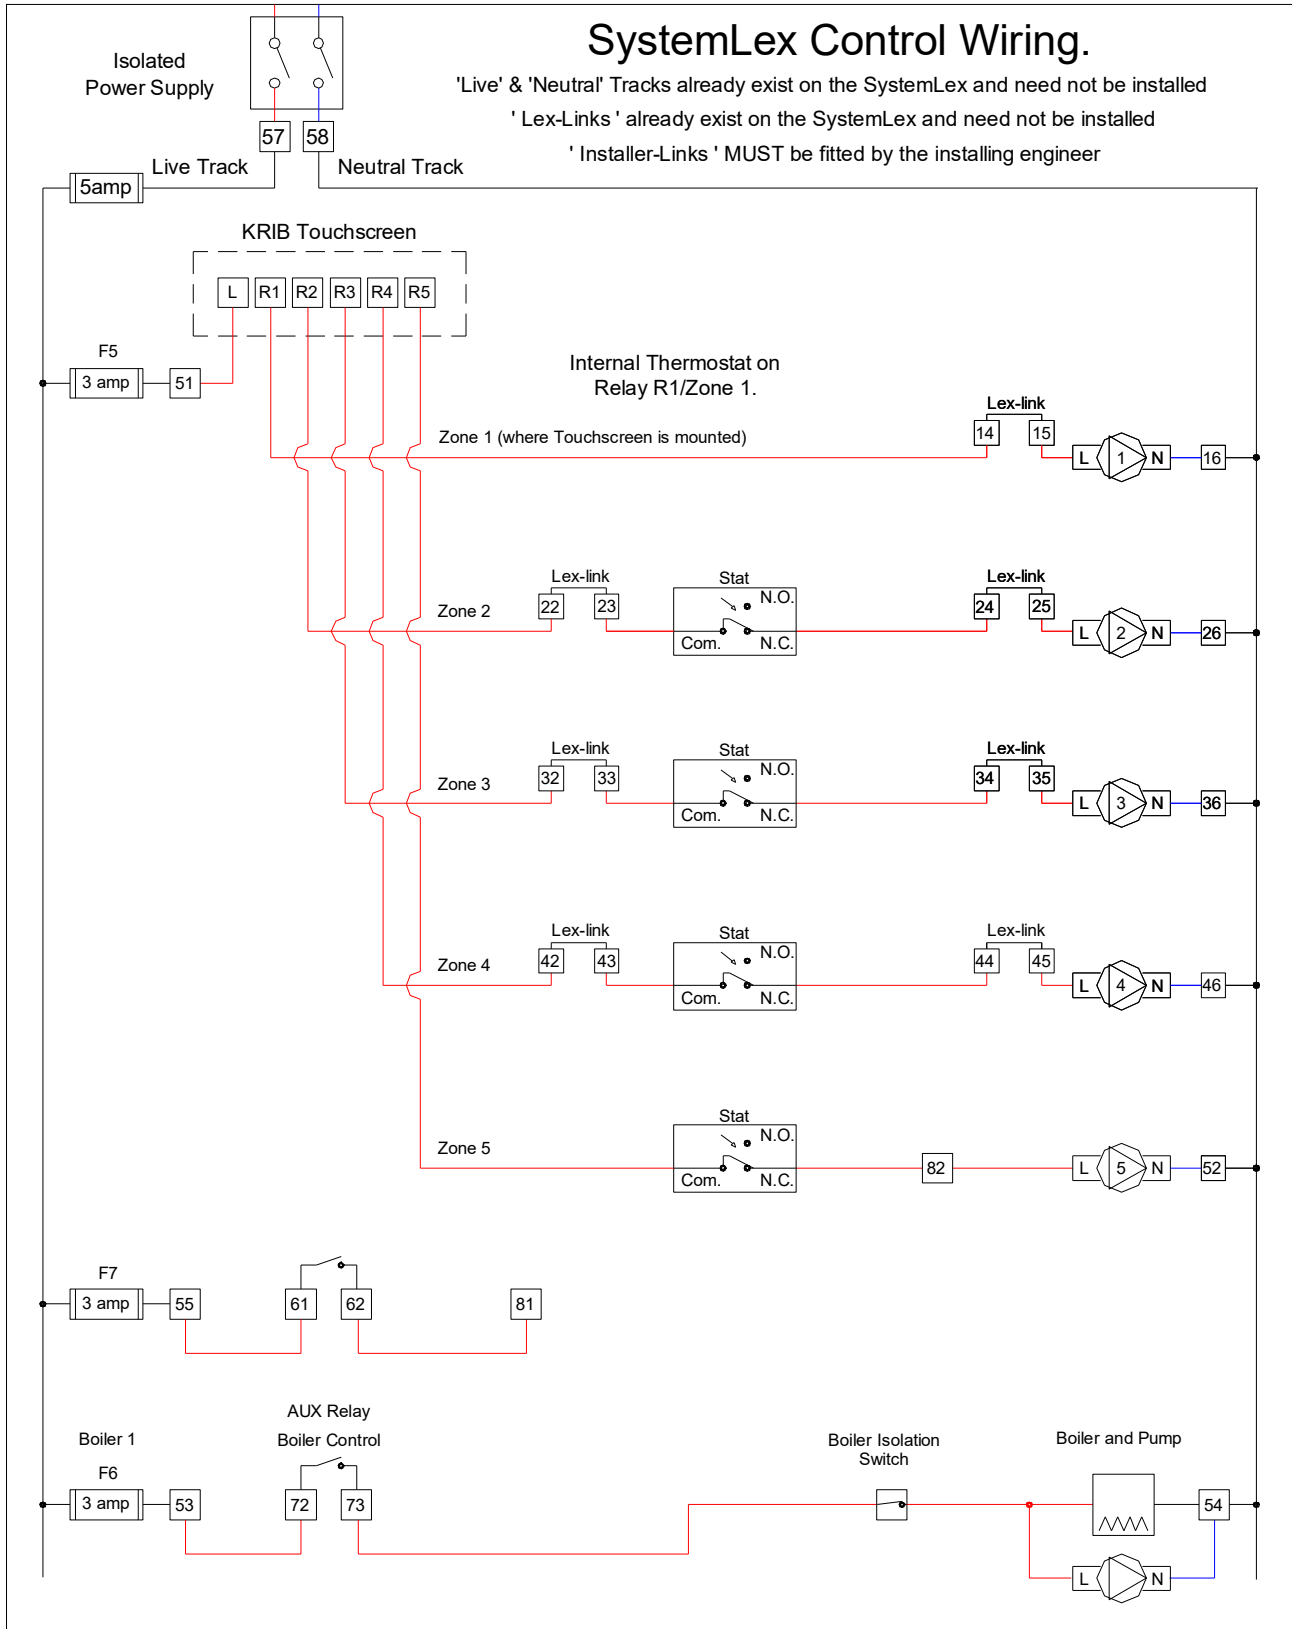 SystemLex Control Wiring.
'Live' & 'Neutral' Tracks already exist on the SystemLex and need not be installed
' Lex-Links ' already exist on the SystemLex and need not be installed
' Installer-Links ' MUST be fitted by the installing engineer
Isolated
Power Supply
57 58
Live Track Neutral Track
5amp
KRIB Touchscreen
L R1 R2 R3 R4 R5
F5
3 amp 51
Internal Thermostat on
Relay R1/Zone 1.
Lex-link
Zone 1 (where Touchscreen is mounted) 14 15
L 1 N 16
Lex-link Stat Lex-link
Zone 2 22 23 N.O. 24 25
Com. N.C. L 2 N 26
Lex-link Stat Lex-link
Zone 3 32 33 N.O. 34 35
Com. N.C. L 3 N 36
Lex-link Stat Lex-link
Zone 4 42 43 N.O. 44 45
Com. N.C. L 4 N 46
Stat
Zone 5 N.O.
Com. N.C. 82 L 5 N 52
F7
3 amp 55 61 62 81
AUX Relay
Boiler 1 Boiler Control Boiler Isolation Boiler and Pump
Switch
F6
3 amp 53 72 73 54
L N